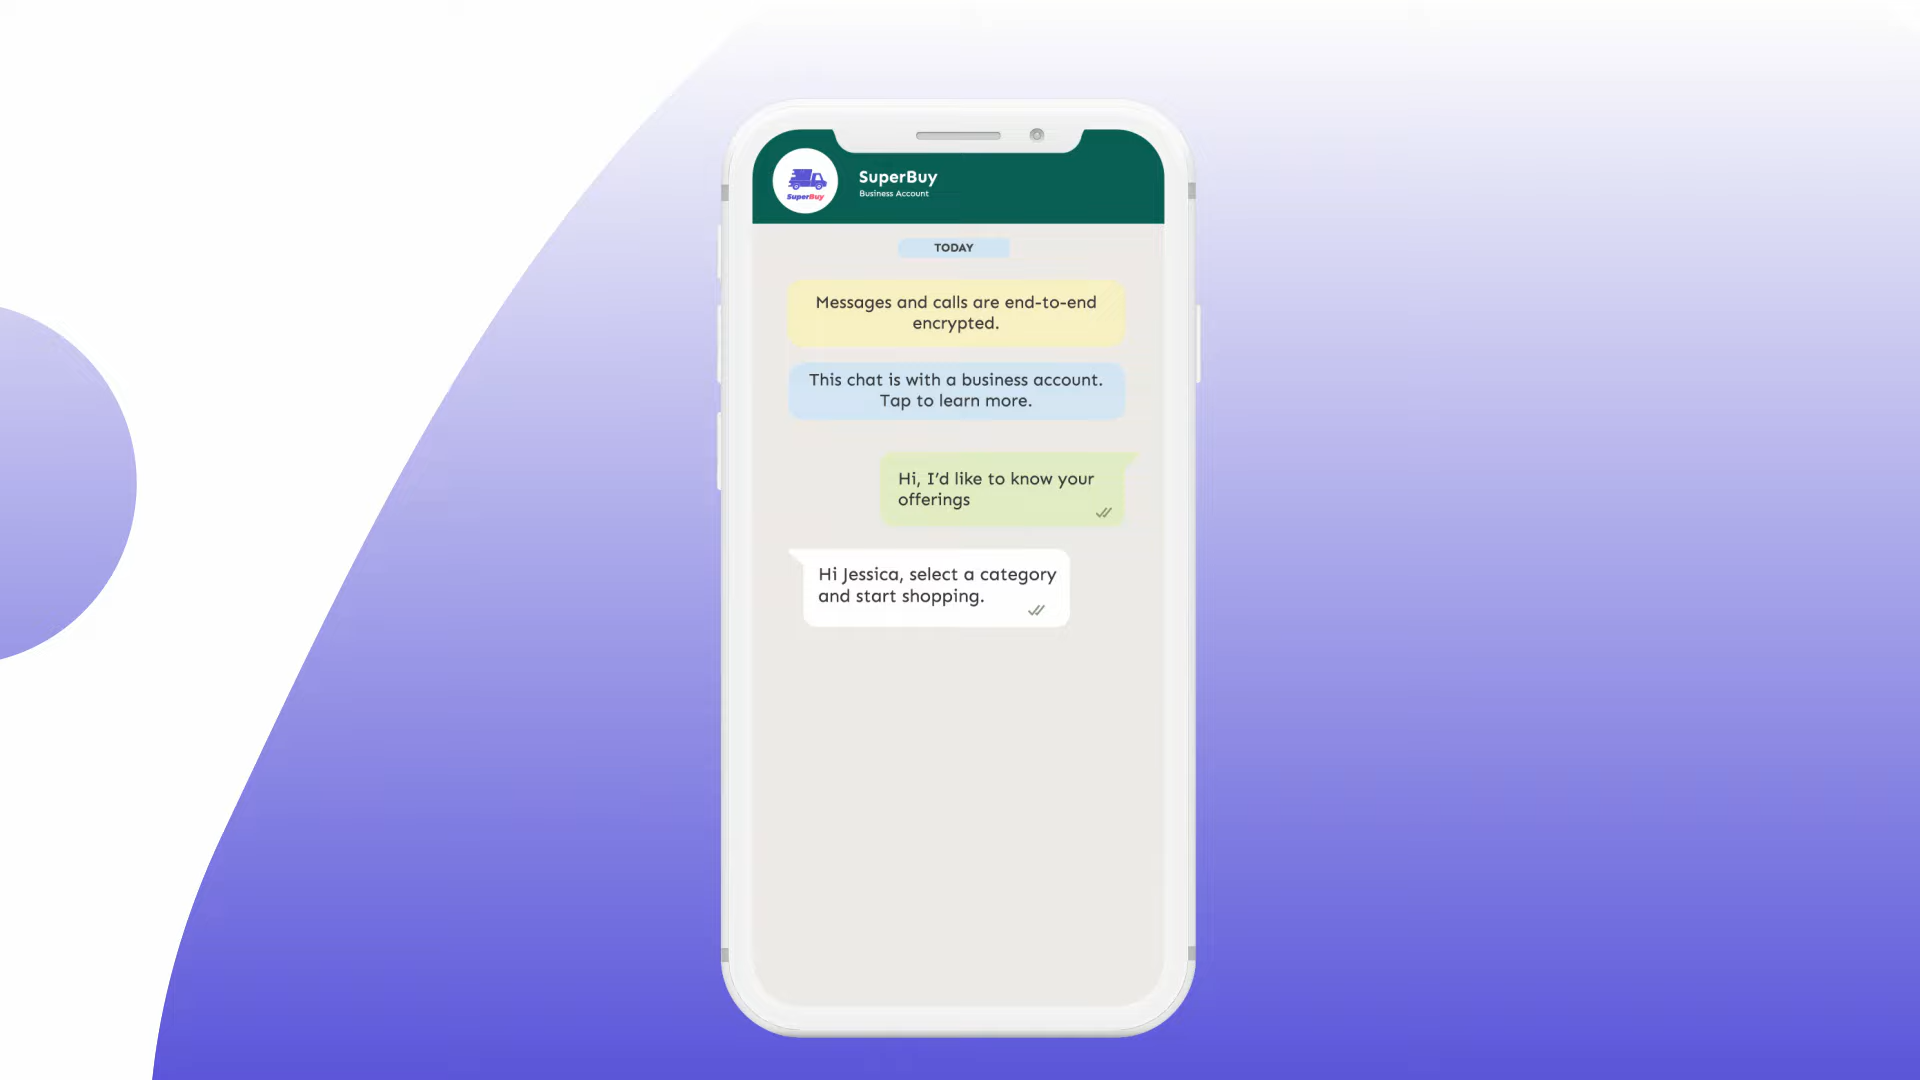 SuperBuy
SuperBuy
Business Account
TODAY
Messages and calls are end-to-end
encrypted.
This chat is with a business account.
Tap to learn more.
Hi, I’d like to know your
offerings
Hi Jessica, select a category
and start shopping.